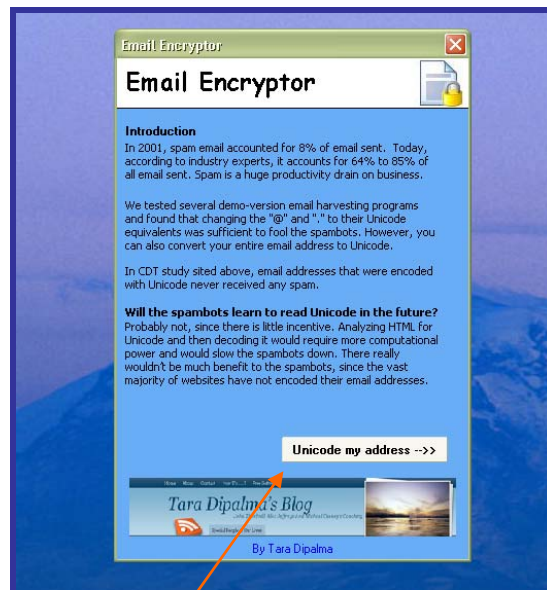 Email Encryptor
Email Encryptor
Introduction
In 2001, spam email accounted for 8% of email sent. Today,
according to industry experts, it accounts for 64% to 85% of
all email sent. Spam is a huge productivity drain on business.
We tested several demo-version email harvesting programs
and found that changing the "@" and "." to their Unicode
equivalents was sufficient to fool the spambots. However, you
can also convert your entire email address to Unicode.
In CDT study sited above, email addresses that were encoded
with Unicode never received any spam.
Will the spambots learn to read Unicode in the future?
Probably not, since there is little incentive. Analyzing HTML for
Unicode and then decoding it would require more computational
power and would slow the spambots down. There really
wouldn't be much benefit to the spambots, since the vast
majority of websites have not encoded their email addresses.
Unicode my address -->>
Tara Dipalma's Blog
By Tara Dipalma